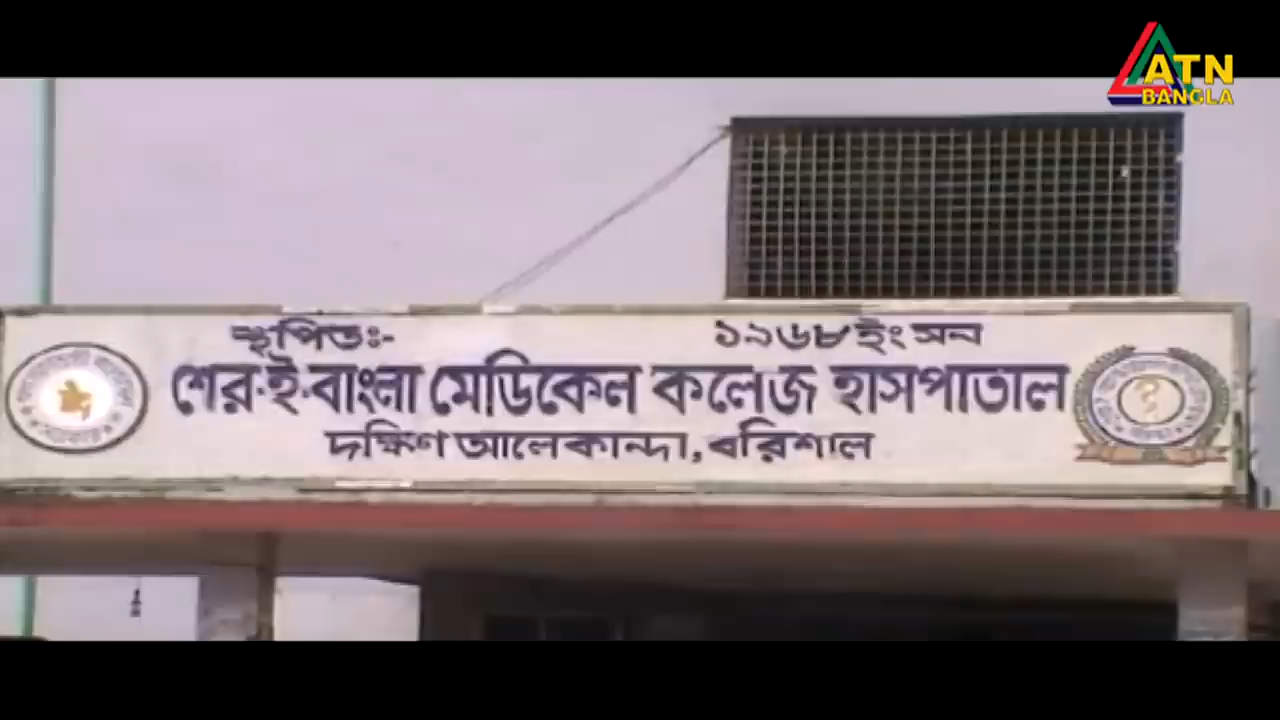 ATN
BANGLA
স্থাপিতঃ- ১৯৬৮ইং সন
শের-ই-বাংলা মেডিকেল কলেজ হাসপাতাল
দক্ষিণ আলেকান্দা, বরিশাল